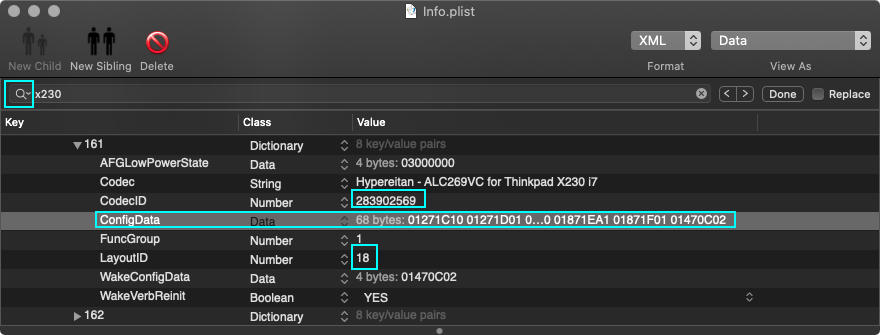 Info.plist
New Child New Sibling Delete XML Data
Format View As
x230 Done Replace
Key Class Value
161 Dictionary 8 key/value pairs
AFGLowPowerState Data 4 bytes: 03000000
Codec String Hypereitan - ALC269VC for Thinkpad X230 i7
CodecID Number 283902569
ConfigData Data 68 bytes: 01271C10 01271D01 0...0 01871EA1 01871F01 01470C02
FuncGroup Number 1
LayoutID Number 18
WakeConfigData Data 4 bytes: 01470C02
WakeVerbReinit Boolean YES
162 Dictionary 8 key/value pairs